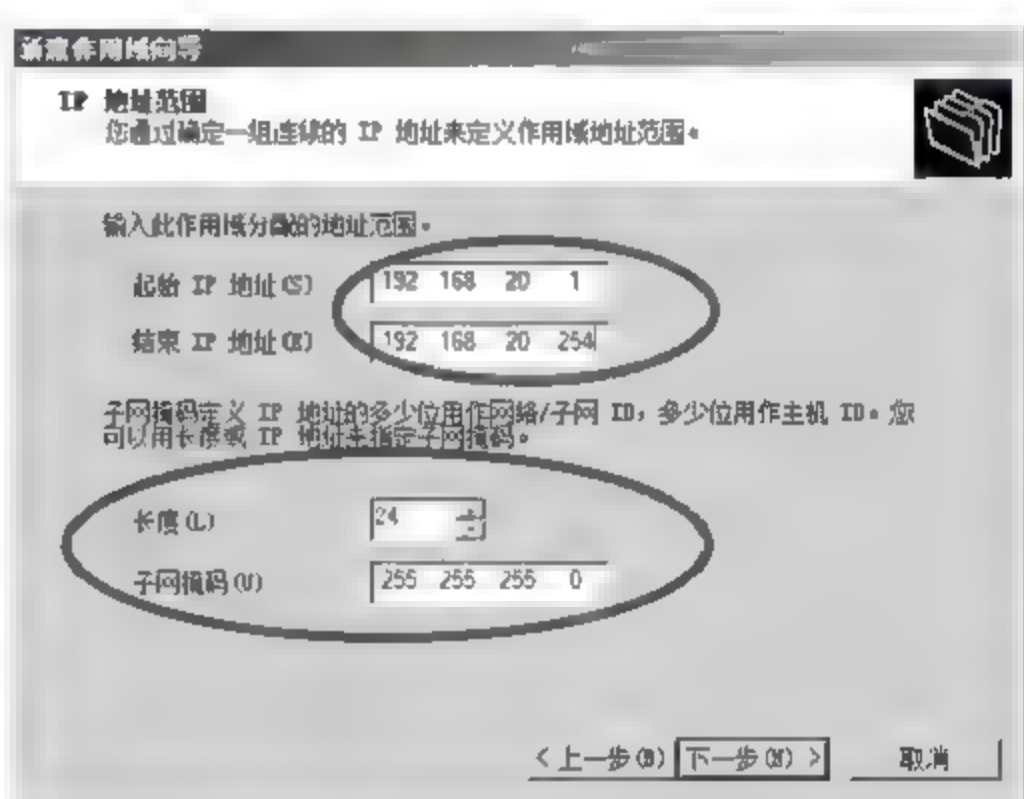 新建作用域向导
IP 地址范围
您通过确定一组连续的 IP 地址来定义作用域地址范围。
输入此作用域分配的地址范围。
起始 IP 地址(S)
192 168 20 1
结束 IP 地址(E)
192 168 20 254
子网掩码定义 IP 地址的多少位用作网络/子网 ID,多少位用作主机 ID。您
可以用长度或 IP 地址来指定子网掩码。
长度(L)
24
子网掩码(U)
255 255 255 0
<上一步(B)
下一步(N) >
取消